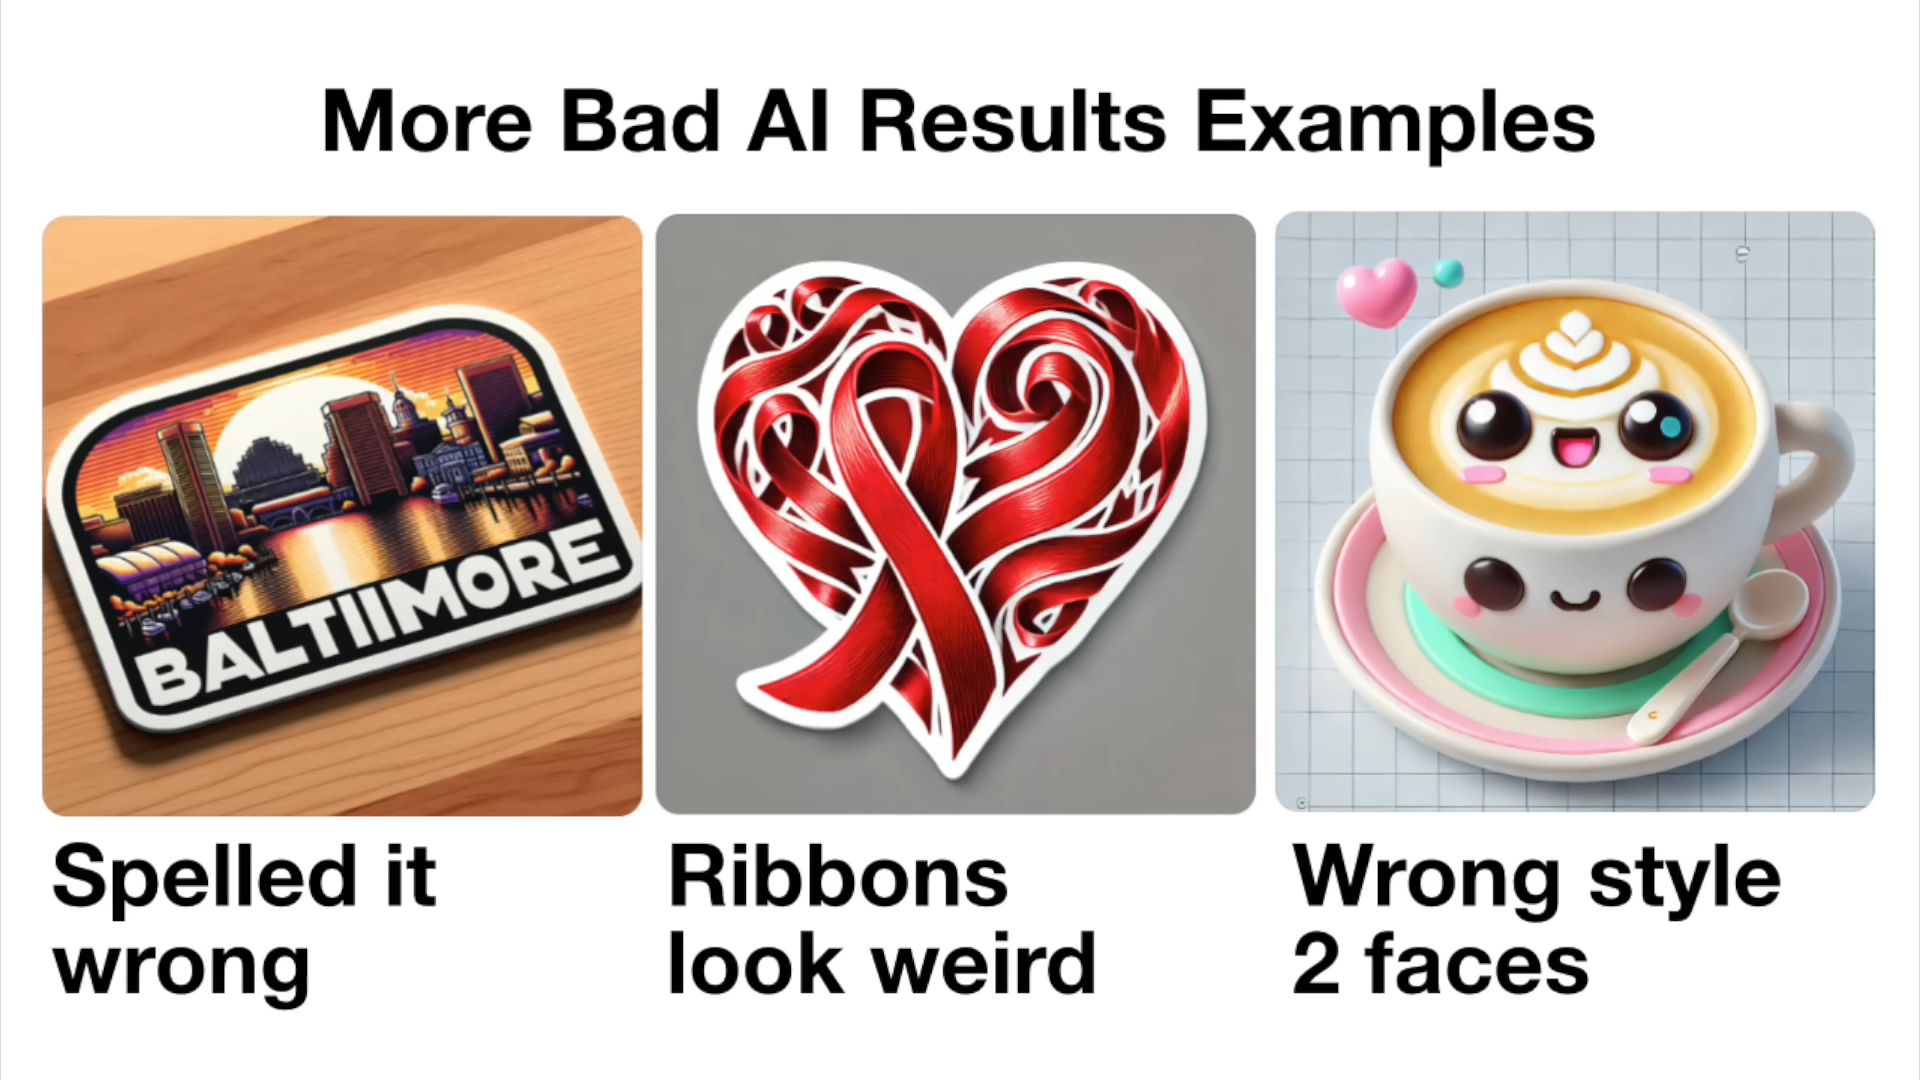 More Bad AI Results Examples
BALTIIMORE
Spelled it
wrong
Ribbons
look weird
Wrong style
2 faces